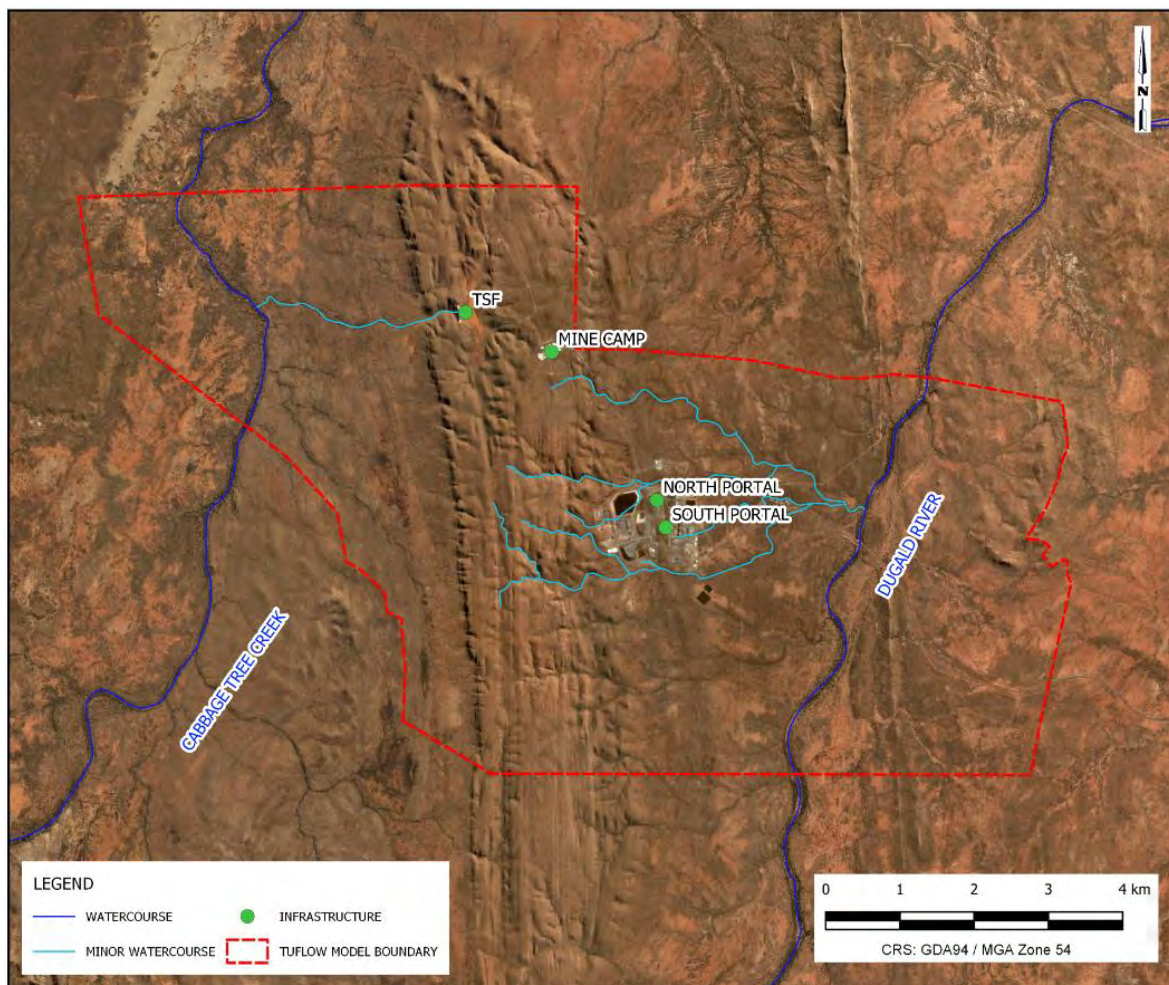 N
TSF
MINE CAMP
NORTH PORTAL
SOUTH PORTAL
DUGALD RIVER
CABBAGE TREE CREEK
LEGEND
WATERCOURSE
INFRASTRUCTURE
MINOR WATERCOURSE
TUFLOW MODEL BOUNDARY
0 1 2 3 4 km
CRS: GDA94 / MGA Zone 54